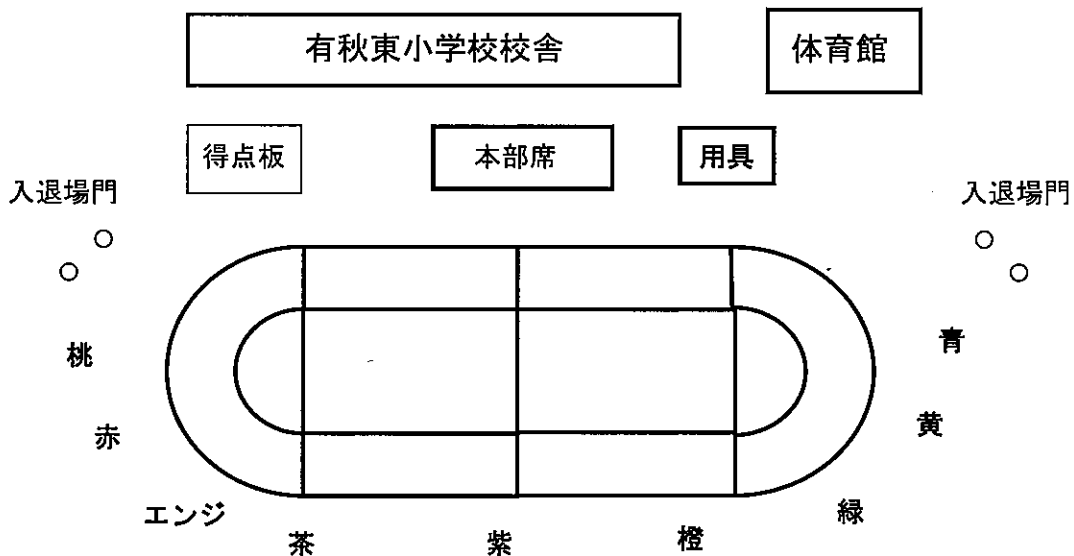 有秋東小学校校舎
体育館
得点板
本部席
用具
入退場門
入退場門
桃
青
赤
黄
エンジ
緑
茶
紫
橙